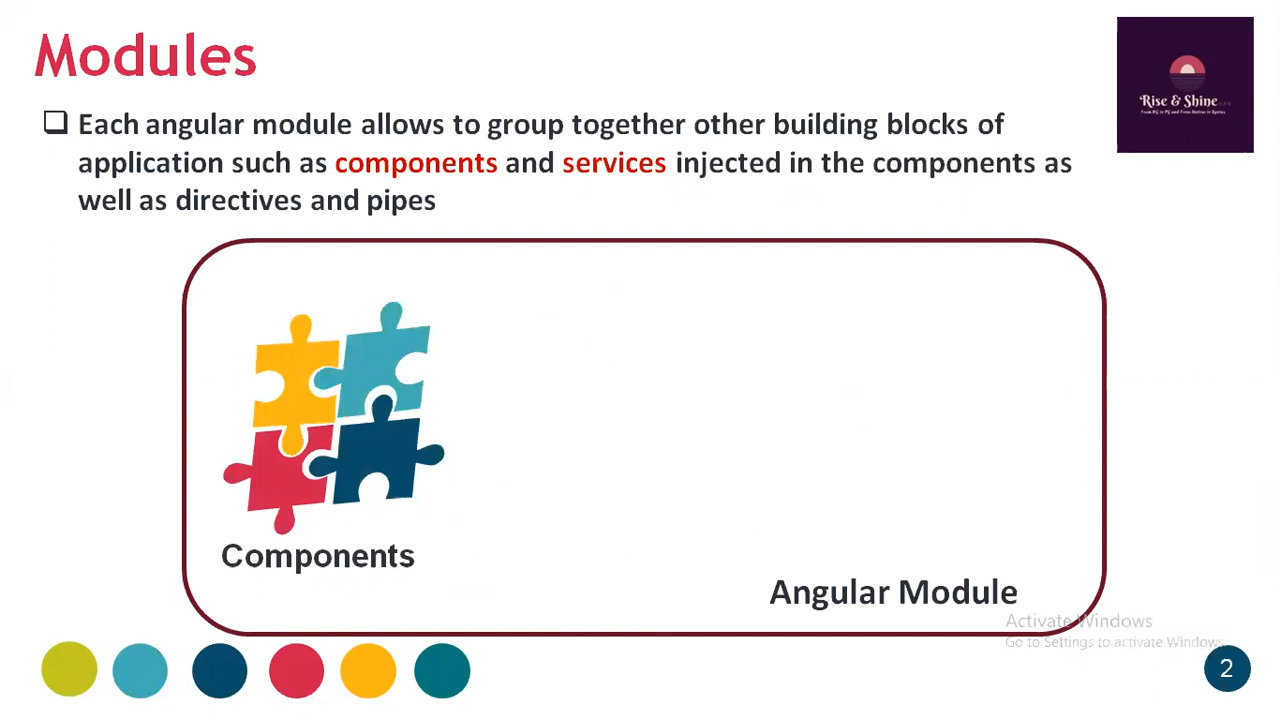 Modules
Each angular module allows to group together other building blocks of
application such as components and services injected in the components as
well as directives and pipes
Rise & Shine...
Components
Angular Module
Activate Windows
Go to Settings to activate Windows.
2